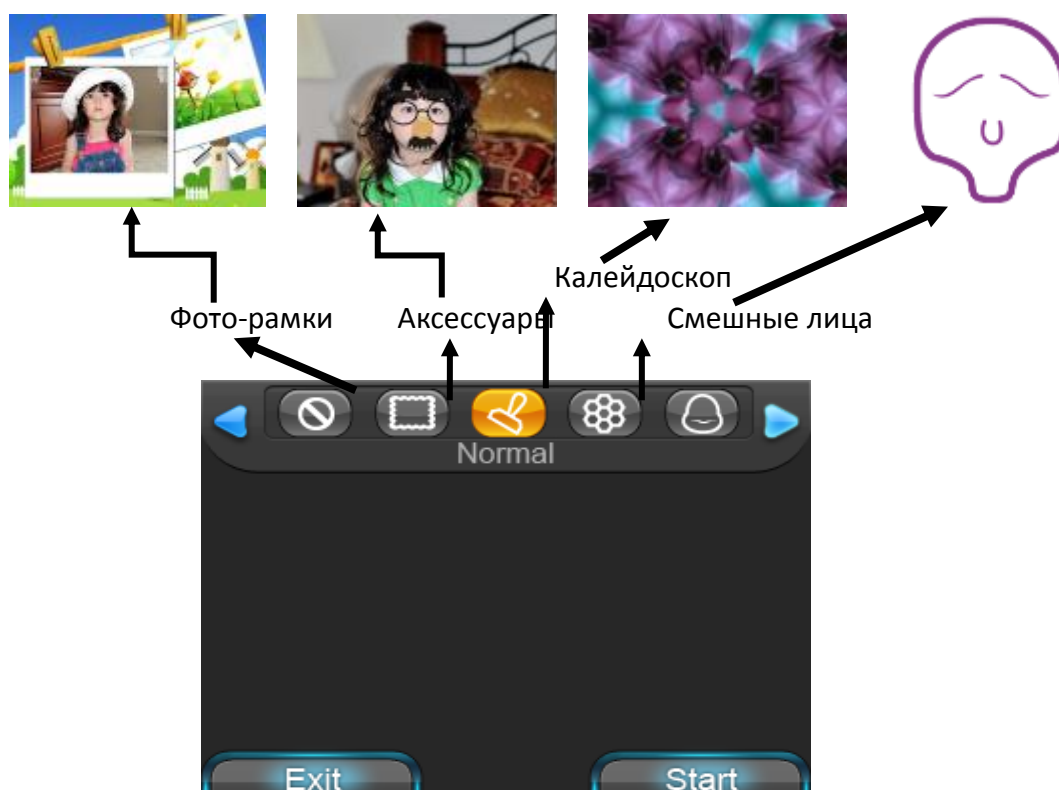 Калейдоскоп
Фото-рамки
Аксессуары
Смешные лица
Normal
Exit
Start